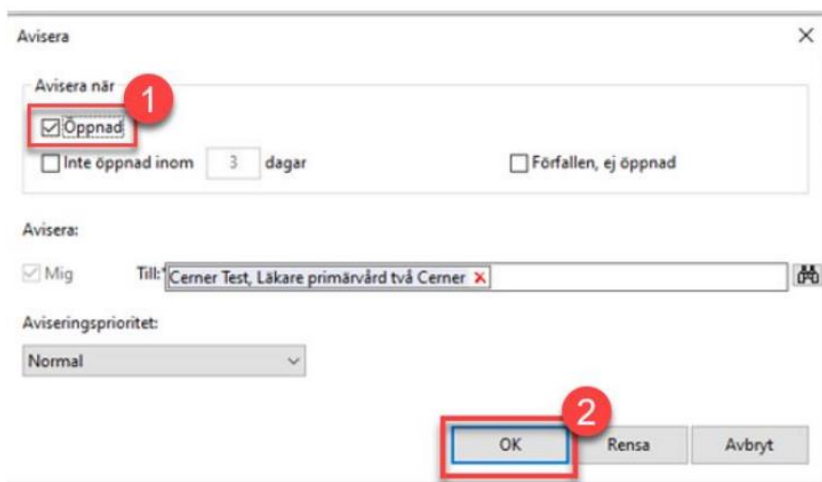 Avisera
Avisera när
1
Öppnad
Inte öppnad inom 3 dagar Förfallen, ej öppnad
Avisera:
Mig Till:* Cerner Test, Läkare primärvård två Cerner
Aviseringsprioritet:
Normal
2
OK Rensa Avbryt